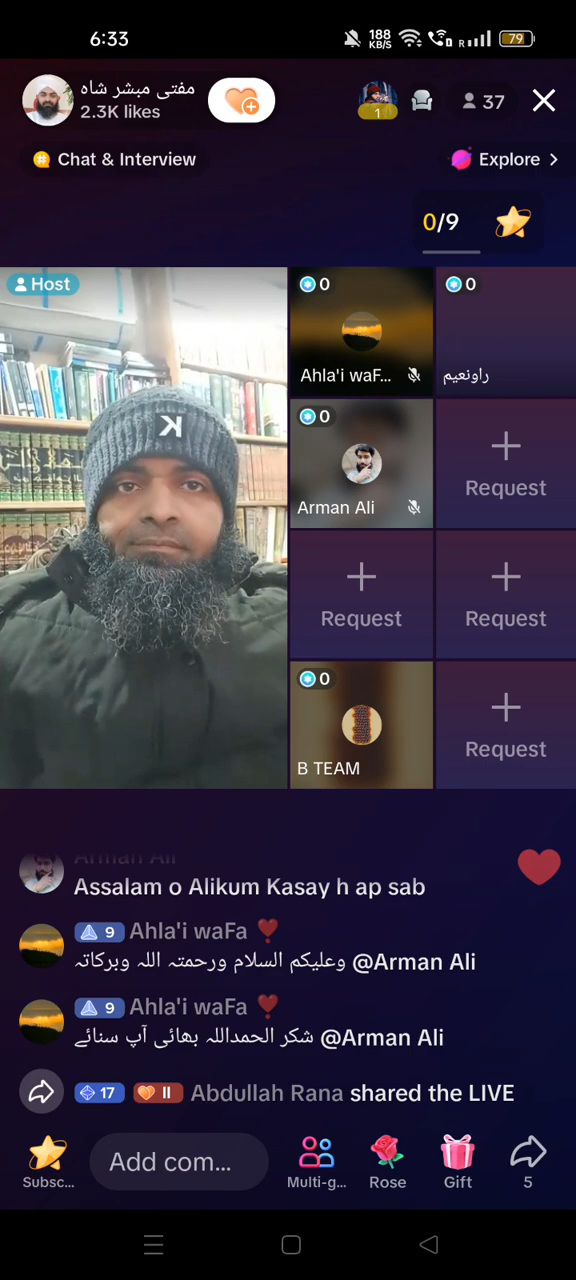 6:33
188
KB/S
R
79
مفتی مبشر شاہ
2.3K likes
1
37
# Chat & Interview
Explore >
0/9
Host
0
Ahla'i waF...
0
راونعیم
K
0
Arman Ali
Request
Request
Request
0
B TEAM
Request
Arman Ali
Assalam o Alikum Kasay h ap sab
9 Ahla'i waFa
وعلیکم السلام ورحمتہ اللہ وبرکاتہ @Arman Ali
9 Ahla'i waFa
شکر الحمداللہ بھائی آپ سنائے @Arman Ali
17 II Abdullah Rana shared the LIVE
Subsc...
Add com...
Multi-g...
Rose
Gift
5